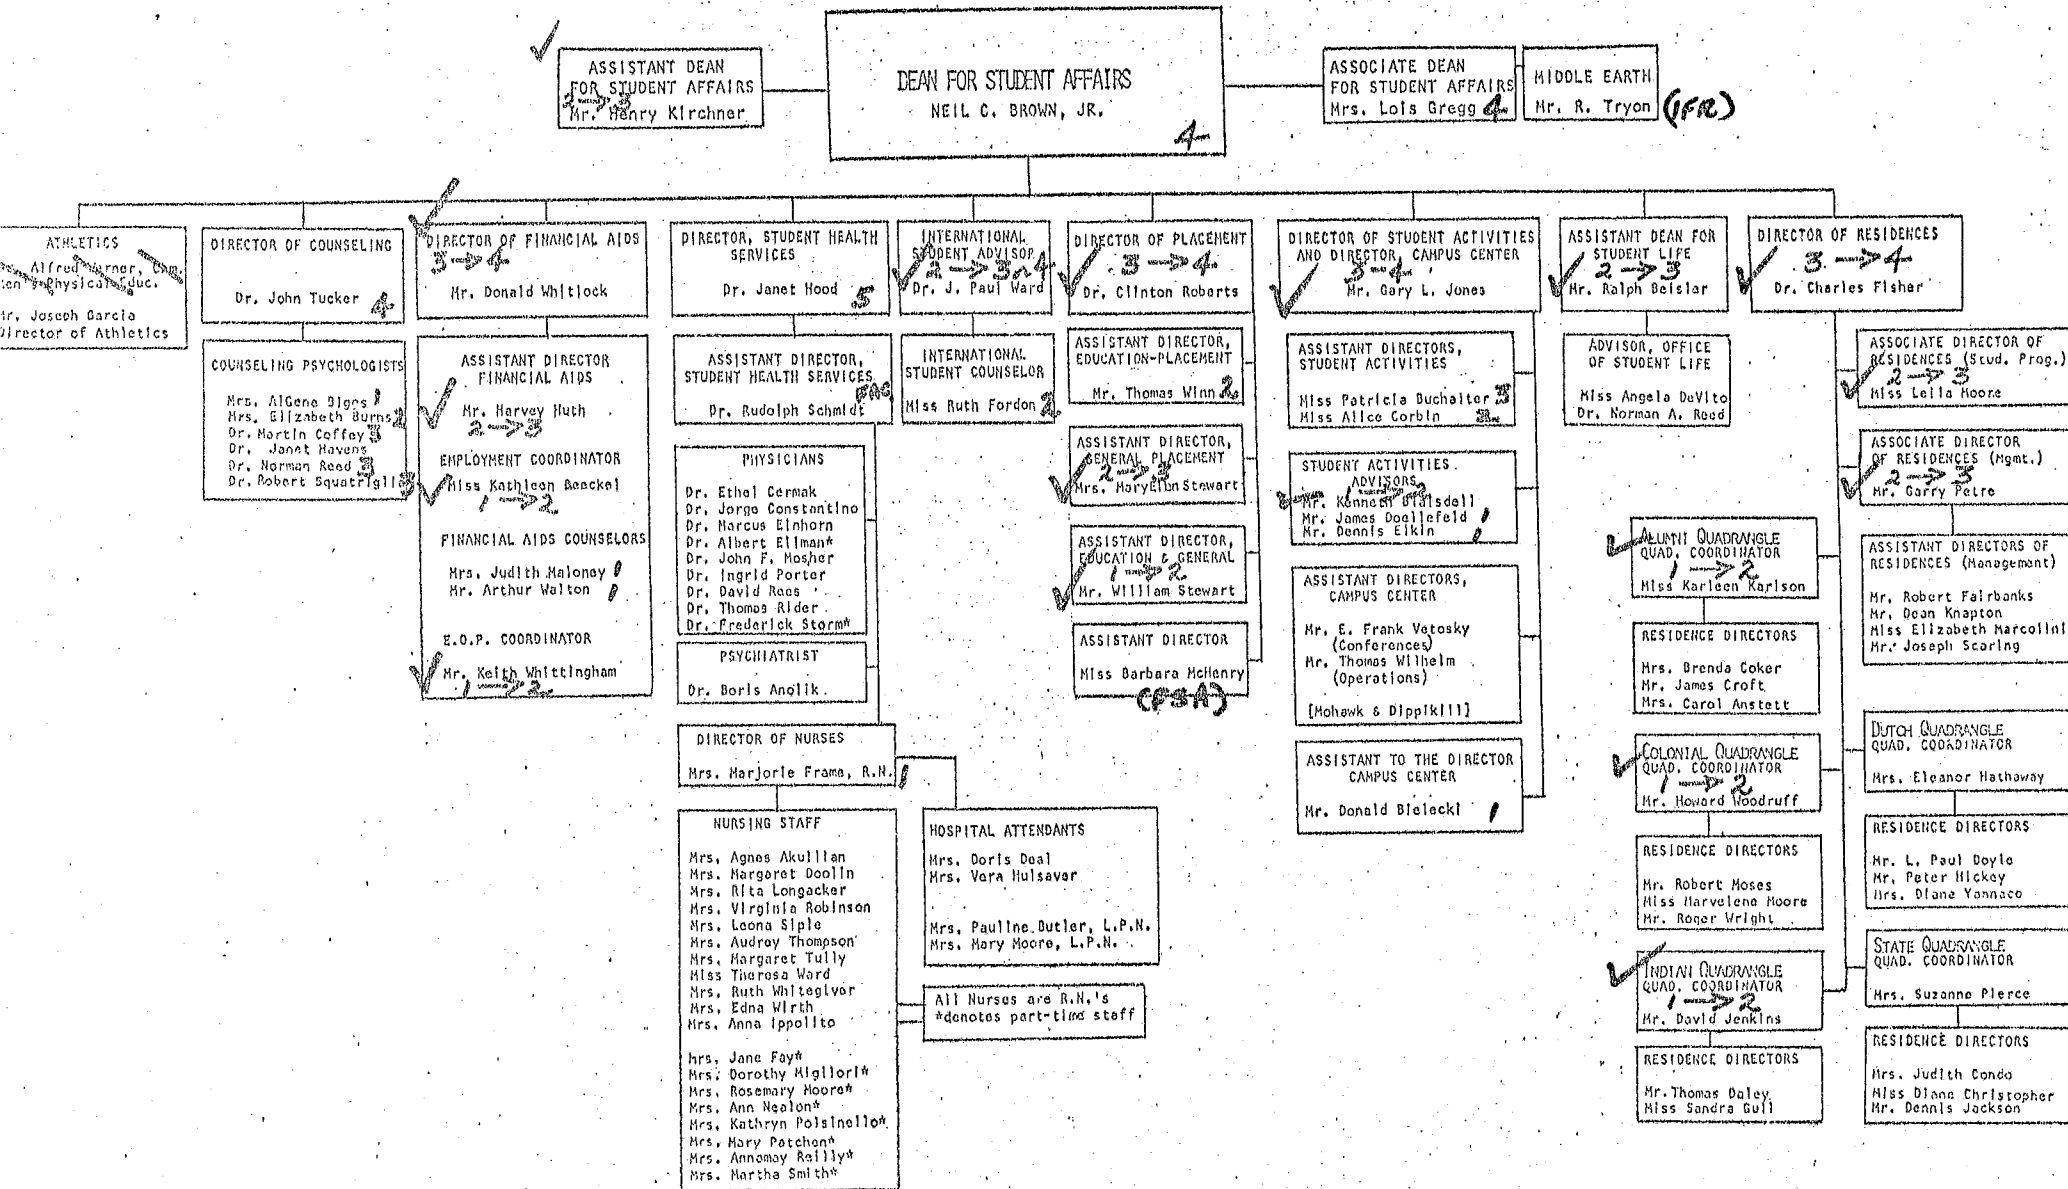 ASSISTANT DEAN
FOR STUDENT AFFAIRS
2→3
Mr. Henry Kirchner
DEAN FOR STUDENT AFFAIRS
NEIL C. BROWN, JR.
4
ASSOCIATE DEAN
FOR STUDENT AFFAIRS
Mrs. Lois Gregg 4
MIDDLE EARTH
Mr. R. Tryon
(IFR)
ATHLETICS
Alfred Werner,
Physical Educ.
Mr. Joseph Garcia
Director of Athletics
DIRECTOR OF COUNSELING
Dr. John Tucker 4
COUNSELING PSYCHOLOGISTS
Mrs. AlGene Bigrs 1
Mrs. Elizabeth Burns 2
Dr. Martin Coffey 3
Dr. Janet Havens
Dr. Norman Reed 3
Dr. Robert Squatriglia 3
DIRECTOR OF FINANCIAL AIDS
3→4
Mr. Donald Whitlock
ASSISTANT DIRECTOR
FINANCIAL AIDS
Mr. Harvey Huth
2→3
EMPLOYMENT COORDINATOR
Miss Kathleen Beeckel
1→2
FINANCIAL AIDS COUNSELORS
Mrs. Judith Maloney 1
Mr. Arthur Walton 1
E.O.P. COORDINATOR
Mr. Keith Whittingham
1→2
DIRECTOR, STUDENT HEALTH
SERVICES
Dr. Janet Hood 5
ASSISTANT DIRECTOR,
STUDENT HEALTH SERVICES
FAC
Dr. Rudolph Schmidt
PHYSICIANS
Dr. Ethel Cermak
Dr. Jorge Constantino
Dr. Marcus Einhorn
Dr. Albert Ellman*
Dr. John F. Mosher
Dr. Ingrid Porter
Dr. David Rees
Dr. Thomas Rider
Dr. Frederick Storm*
PSYCHIATRIST
Dr. Boris Anolik
DIRECTOR OF NURSES
Mrs. Marjorie Frame, R.N. 1
NURSING STAFF
Mrs. Agnes Akullian
Mrs. Margaret Doolin
Mrs. Rita Longacker
Mrs. Virginia Robinson
Mrs. Leona Siple
Mrs. Audrey Thompson
Mrs. Margaret Tully
Miss Theresa Ward
Mrs. Ruth Whitegiver
Mrs. Edna Wirth
Mrs. Anna Ippolito
Mrs. Jane Fay*
Mrs. Dorothy Migliori*
Mrs. Rosemary Moore*
Mrs. Ann Nealon*
Mrs. Kathryn Polsinello*
Mrs. Mary Patchen*
Mrs. Annamay Reilly*
Mrs. Martha Smith*
HOSPITAL ATTENDANTS
Mrs. Doris Deal
Mrs. Vera Hulsaver
Mrs. Pauline Butler, L.P.N.
Mrs. Mary Moore, L.P.N.
All Nurses are R.N.'s
*denotes part-time staff
INTERNATIONAL
STUDENT ADVISOR
2→3 or 4
Dr. J. Paul Ward
INTERNATIONAL
STUDENT COUNSELOR
Miss Ruth Fordon 2
DIRECTOR OF PLACEMENT
3→4
Dr. Clinton Roberts
ASSISTANT DIRECTOR,
EDUCATION-PLACEMENT
Mr. Thomas Winn 2
ASSISTANT DIRECTOR,
GENERAL PLACEMENT
2→3
Mrs. MaryEllen Stewart
ASSISTANT DIRECTOR,
EDUCATION & GENERAL
1→2
Mr. William Stewart
ASSISTANT DIRECTOR
Miss Barbara McHenry
(FSA)
DIRECTOR OF STUDENT ACTIVITIES
AND DIRECTOR, CAMPUS CENTER
3-4
Mr. Gary L. Jones
ASSISTANT DIRECTORS,
STUDENT ACTIVITIES
Miss Patricia Buchalter 3
Miss Alice Corbin 2
STUDENT ACTIVITIES
ADVISORS
1→2
Mr. Kenneth Blaisdell
Mr. James Doellefeld 1
Mr. Dennis Elkin 1
ASSISTANT DIRECTORS,
CAMPUS CENTER
Mr. E. Frank Vetosky
(Conferences)
Mr. Thomas Wilhelm
(Operations)
[Mohawk & Dippikill]
ASSISTANT TO THE DIRECTOR
CAMPUS CENTER
Mr. Donald Bielecki 1
ASSISTANT DEAN FOR
STUDENT LIFE
2→3
Mr. Ralph Beisler
ADVISOR, OFFICE
OF STUDENT LIFE
Miss Angela DeVito
Dr. Norman A. Reed
DIRECTOR OF RESIDENCES
3→4
Dr. Charles Fisher
ASSOCIATE DIRECTOR OF
RESIDENCES (Stud. Prog.)
2→3
Miss Leila Moore
ASSOCIATE DIRECTOR
OF RESIDENCES (Mgmt.)
2→3
Mr. Garry Petre
ASSISTANT DIRECTORS OF
RESIDENCES (Management)
Mr. Robert Fairbanks
Mr. Dean Knapton
Miss Elizabeth Marcolini
Mr. Joseph Scaring
ALUMNI QUADRANGLE
QUAD. COORDINATOR
1→2
Miss Karleen Karlson
RESIDENCE DIRECTORS
Mrs. Brenda Coker
Mr. James Croft
Mrs. Carol Anstett
COLONIAL QUADRANGLE
QUAD. COORDINATOR
1→2
Mr. Howard Woodruff
RESIDENCE DIRECTORS
Mr. Robert Moses
Miss Marvelene Moore
Mr. Roger Wright
INDIAN QUADRANGLE
QUAD. COORDINATOR
1→2
Mr. David Jenkins
RESIDENCE DIRECTORS
Mr. Thomas Daley
Miss Sandra Gull
DUTCH QUADRANGLE
QUAD. COORDINATOR
Mrs. Eleanor Hathaway
RESIDENCE DIRECTORS
Mr. L. Paul Doyle
Mr. Peter Hickey
Mrs. Diane Yannaco
STATE QUADRANGLE
QUAD. COORDINATOR
Mrs. Suzanne Pierce
RESIDENCE DIRECTORS
Mrs. Judith Condo
Miss Diane Christopher
Mr. Dennis Jackson